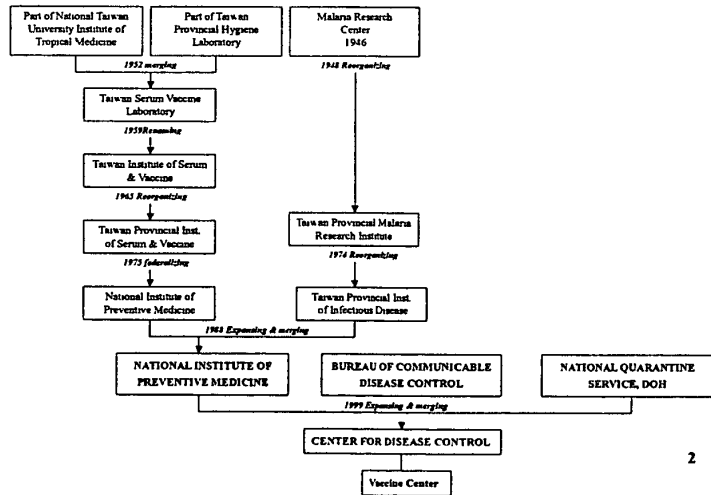 Part of National Taiwan
University Institute of
Tropical Medicine
Part of Taiwan
Provincial Hygiene
Laboratory
Malaria Research
Center
1946
1952 merging
1948 Reorganizing
Taiwan Serum Vaccine
Laboratory
1959Renaming
Taiwan Institute of Serum
& Vaccine
1965 Reorganizing
Taiwan Provincial Inst.
of Serum & Vaccine
Taiwan Provincial Malaria
Research Institute
1975 federalizing
1974 Reorganizing
National Institute of
Preventive Medicine
Taiwan Provincial Inst.
of Infectious Disease
1988 Expanging & merging
NATIONAL INSTITUTE OF
PREVENTIVE MEDICINE
BUREAU OF COMMUNICABLE
DISEASE CONTROL
NATIONAL QUARANTINE
SERVICE, DOH
1999 Expanging & merging
CENTER FOR DISEASE CONTROL
2
Vaccine Center